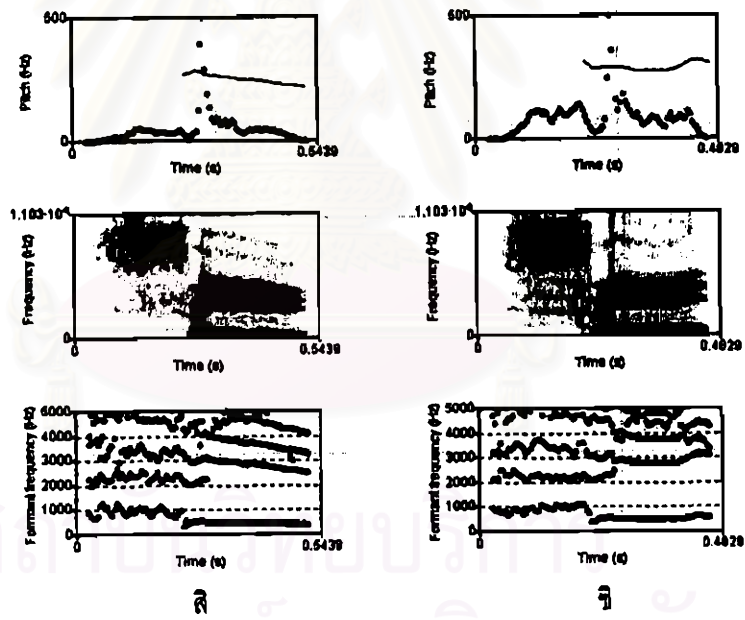 600
Pitch (Hz)
0
0
0.5439
Time (s)
600
Pitch (Hz)
0
0
0.4829
Time (s)
1.103·10⁴
Frequency (Hz)
0
0
0.5439
Time (s)
1.103·10⁴
Frequency (Hz)
0
0
0.4829
Time (s)
5000
4000
3000
2000
1000
0
Formant frequency (Hz)
0
0.5439
Time (s)
5000
4000
3000
2000
1000
0
Formant frequency (Hz)
0
0.4829
Time (s)
สี